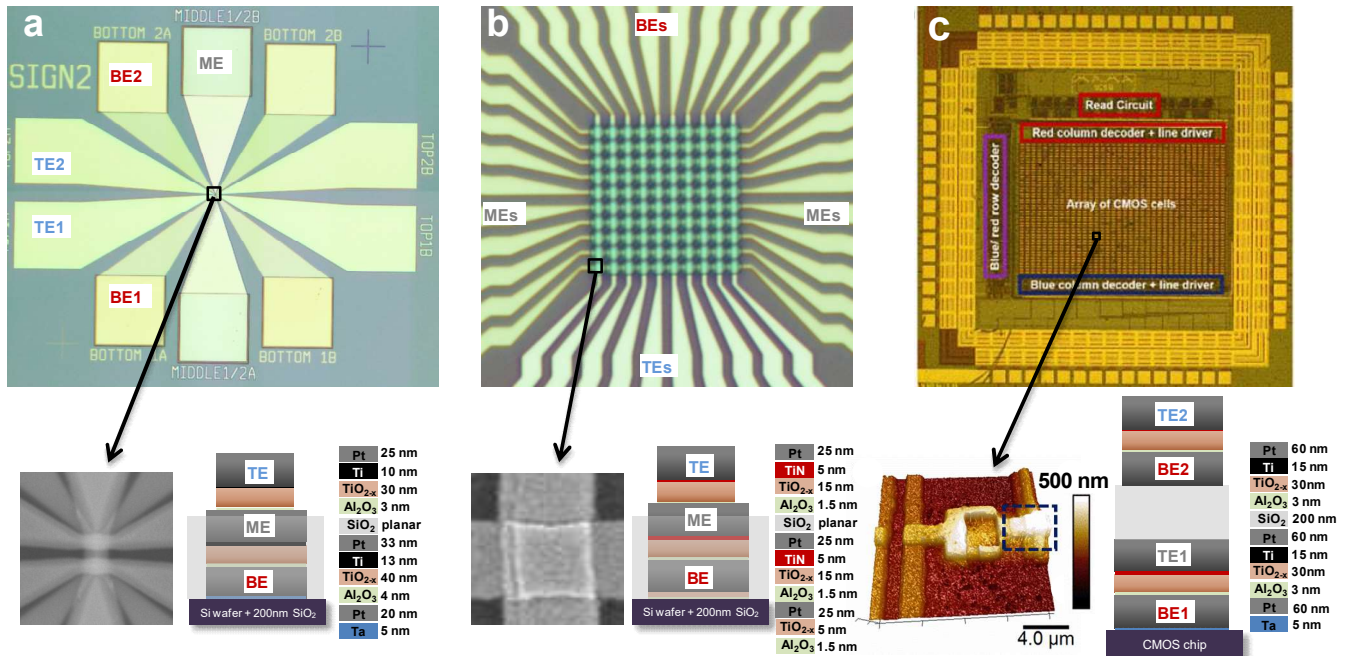 a
MIDDLE1/2B
BOTTOM 2A
BOTTOM 2B
SIGN2
BE2
ME
TE2
TOP2B
TE1
TOP1B
BE1
BOTTOM 1A
BOTTOM 1B
MIDDLE1/2A
b
BEs
MEs
MEs
TEs
c
Read Circuit
Red column decoder + line driver
Blue/ red row decoder
Array of CMOS cells
Blue column decoder + line driver
TE
ME
BE
Si wafer + 200nm SiO2
Pt 25 nm
Ti 10 nm
TiO2-x 30 nm
Al2O3 3 nm
SiO2 planar
Pt 33 nm
Ti 13 nm
TiO2-x 40 nm
Al2O3 4 nm
Pt 20 nm
Ta 5 nm
TE
ME
BE
Si wafer + 200nm SiO2
Pt 25 nm
TiN 5 nm
TiO2-x 15 nm
Al2O3 1.5 nm
SiO2 planar
Pt 25 nm
TiN 5 nm
TiO2-x 15 nm
Al2O3 1.5 nm
Pt 25 nm
TiO2-x 5 nm
Al2O3 1.5 nm
500 nm
4.0 μm
TE2
BE2
TE1
BE1
CMOS chip
Pt 60 nm
Ti 15 nm
TiO2-x 30nm
Al2O3 3 nm
SiO2 200 nm
Pt 60 nm
Ti 15 nm
TiO2-x 30nm
Al2O3 3 nm
Pt 60 nm
Ta 5 nm